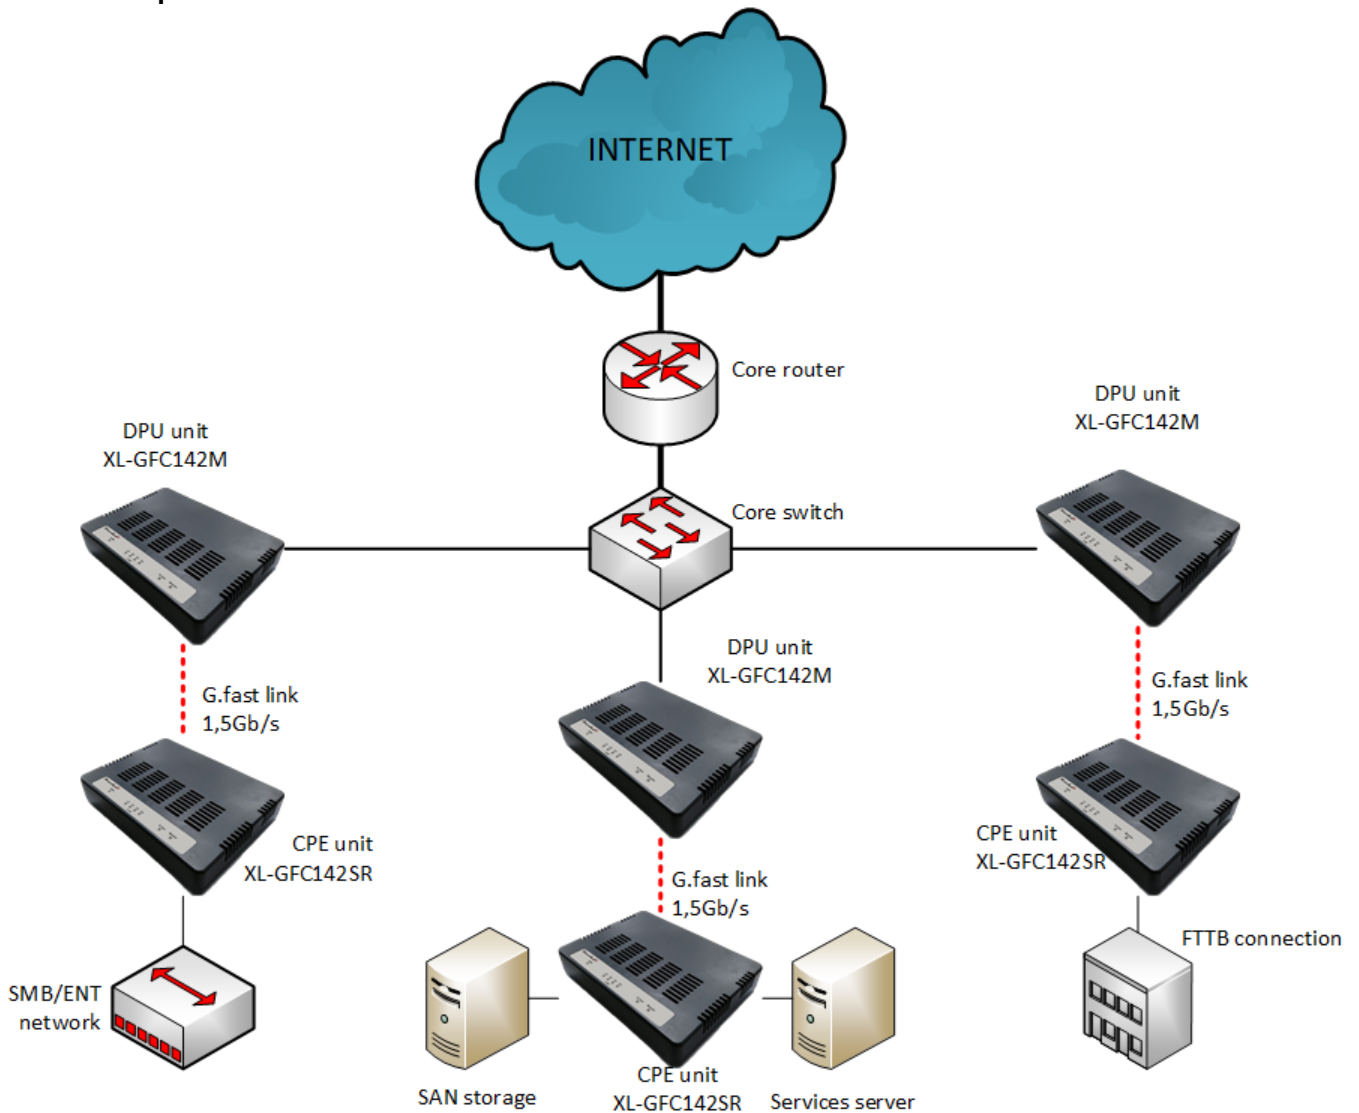 INTERNET
Core router
DPU unit
XL-GFC142M
DPU unit
XL-GFC142M
Core switch
DPU unit
XL-GFC142M
G.fast link
1,5Gb/s
G.fast link
1,5Gb/s
CPE unit
XL-GFC142SR
CPE unit
XL-GFC142SR
G.fast link
1,5Gb/s
FTTB connection
SMB/ENT
network
SAN storage
CPE unit
XL-GFC142SR
Services server